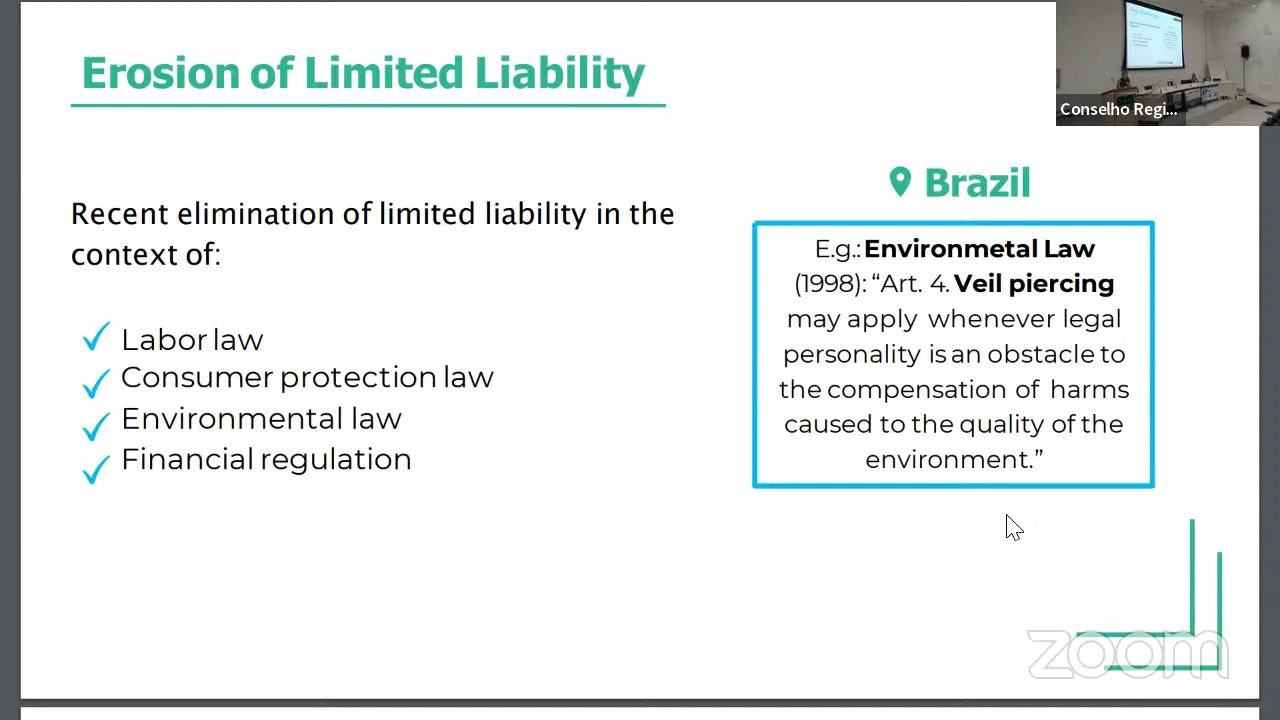 Erosion of Limited Liability
Conselho Regi...
Recent elimination of limited liability in the
context of:
Labor law
Consumer protection law
Environmental law
Financial regulation
Brazil
E.g.: Environmetal Law
(1998): “Art. 4. Veil piercing
may apply whenever legal
personality is an obstacle to
the compensation of harms
caused to the quality of the
environment.”
zoom